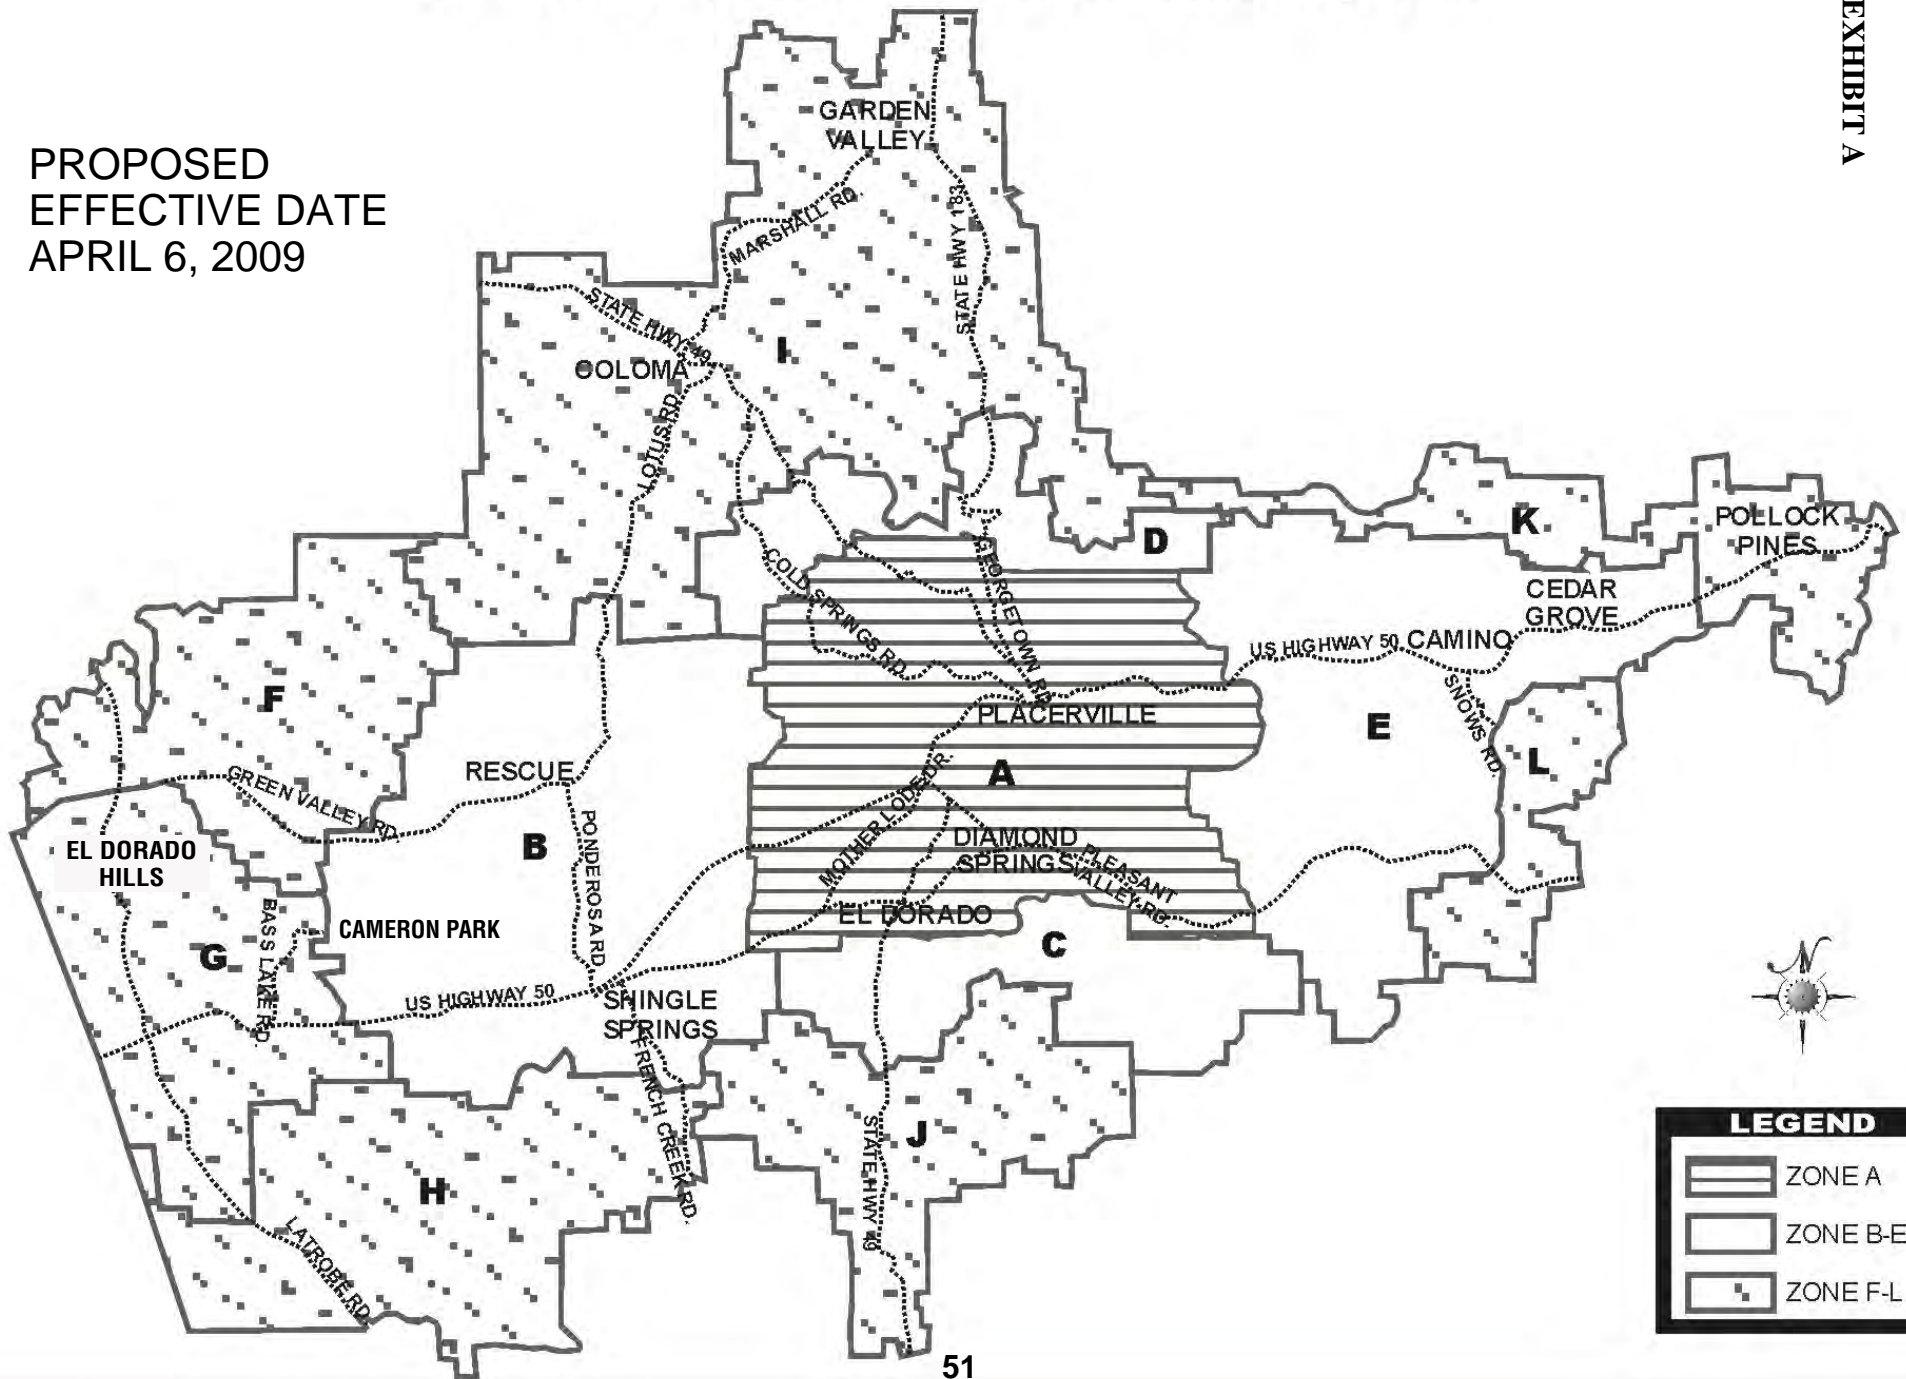 EXHIBIT A
PROPOSED
EFFECTIVE DATE
APRIL 6, 2009
GARDEN
VALLEY
MARSHALL RD.
STATE HWY 193
STATE HWY 49
COLOMA
I
LOTUS RD.
D
K
POLLOCK
PINES
COLD SPRINGS RD.
GEORGETOWN RD.
CEDAR
GROVE
US HIGHWAY 50
CAMINO
F
SNOWS RD.
PLACERVILLE
E
L
RESCUE
A
GREEN VALLEY RD.
MOTHER LODE DR.
B
PONDEROSA RD
DIAMOND
SPRINGS
PLEASANT
VALLEY RD.
EL DORADO
HILLS
EL DORADO
BASS LAKE RD.
CAMERON PARK
C
G
N
US HIGHWAY 50
SHINGLE
SPRINGS
FRENCH CREEK RD.
J
STATE HWY 49
H
LATROBE RD.
LEGEND
ZONE A
ZONE B-E
ZONE F-L
51